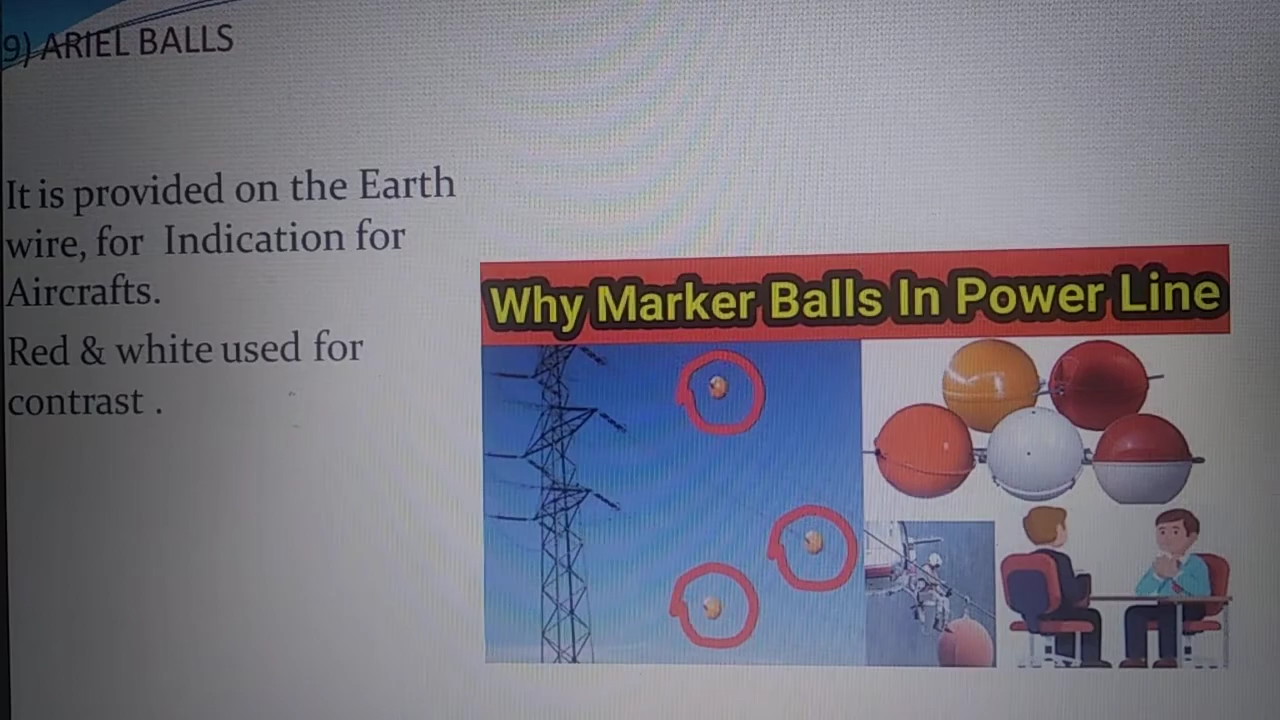 9) ARIEL BALLS
It is provided on the Earth
wire, for Indication for
Aircrafts.
Red & white used for
contrast .
Why Marker Balls In Power Line